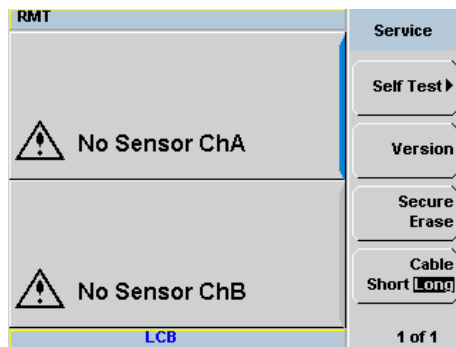 RMT
Service
Self Test
No Sensor ChA
Version
Secure
Erase
Cable
Short Long
No Sensor ChB
LCB
1 of 1